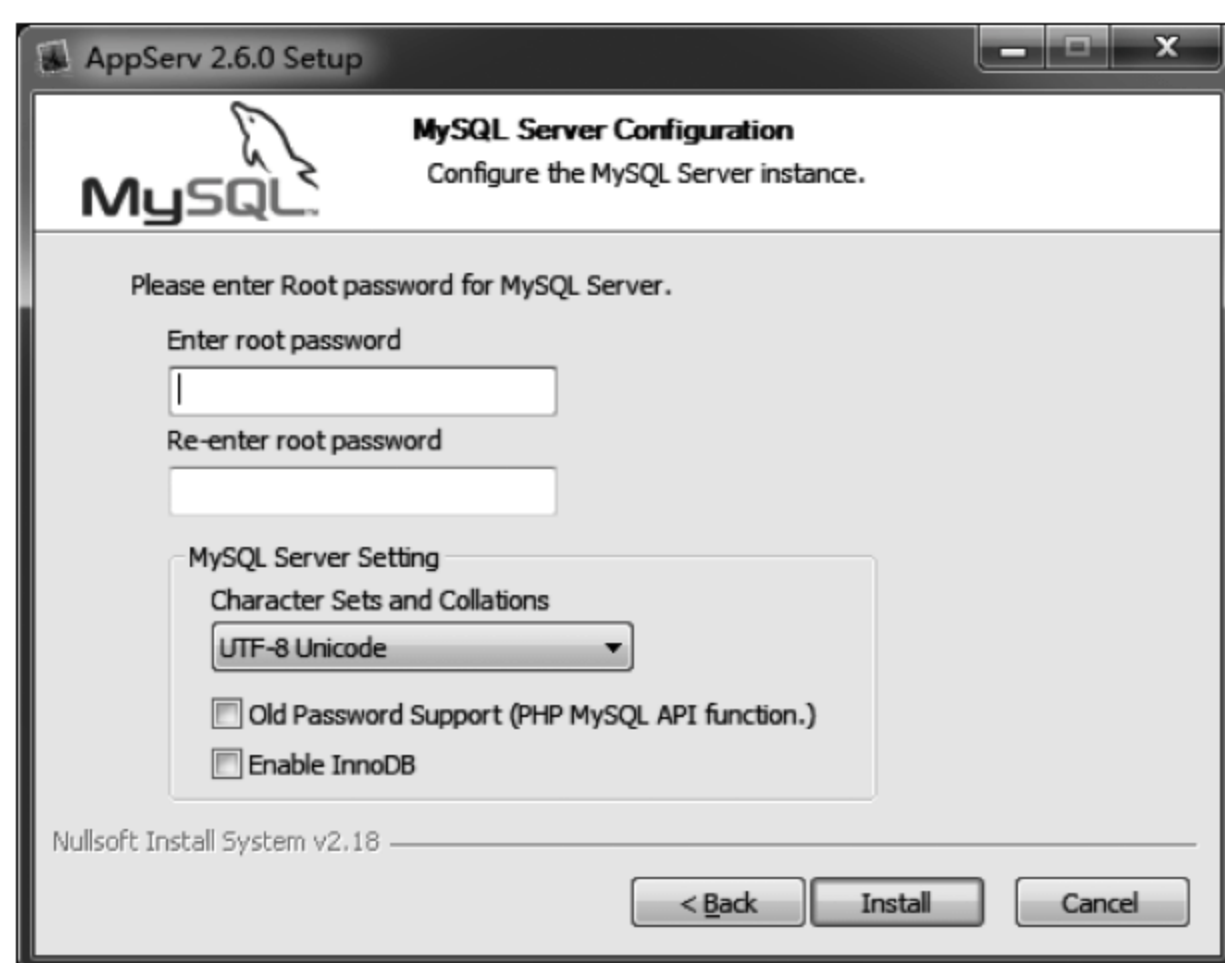 AppServ 2.6.0 Setup
MySQL
MySQL Server Configuration
Configure the MySQL Server instance.
Please enter Root password for MySQL Server.
Enter root password
Re-enter root password
MySQL Server Setting
Character Sets and Collations
UTF-8 Unicode
Old Password Support (PHP MySQL API function.)
Enable InnoDB
Nullsoft Install System v2.18
< Back Install Cancel